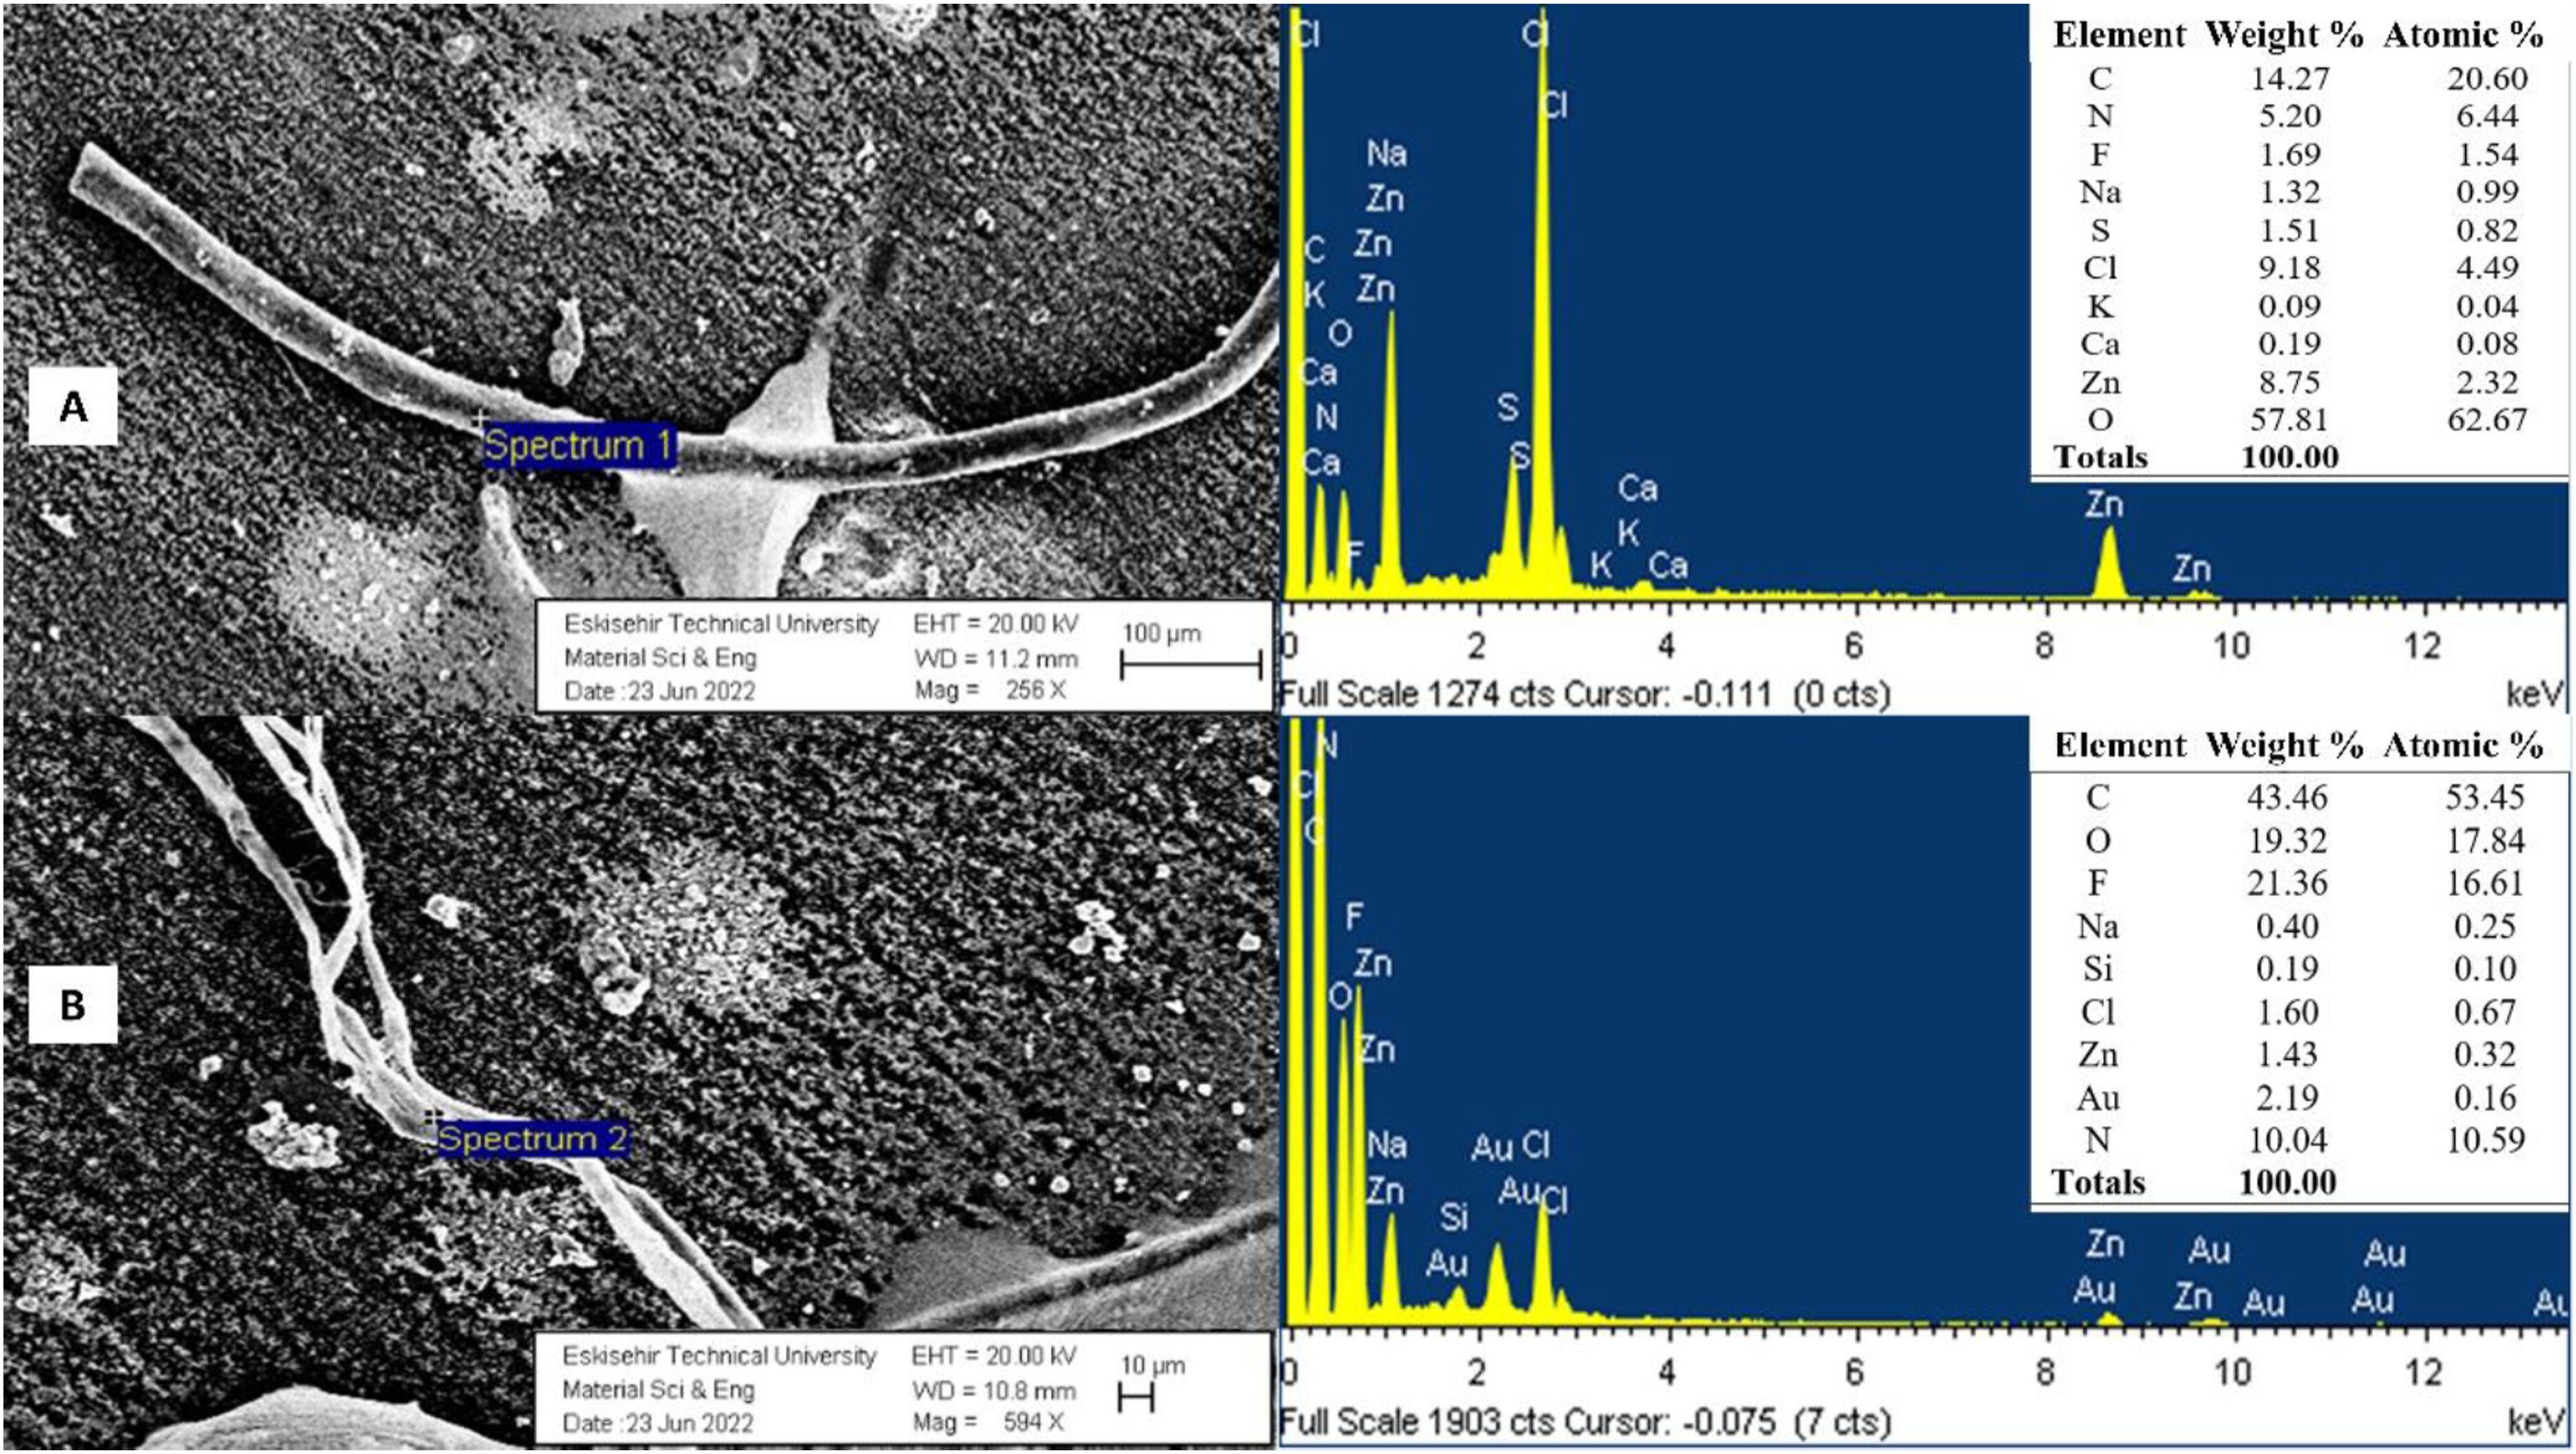 A
Spectrum 1
Eskisehir Technical University EHT = 20.00 kV 100 µm
Material Sci & Eng WD = 11.2 mm
Date :23 Jun 2022 Mag = 256 X
Cl Cl
Cl
Na
Zn
C Zn
K Zn
O
Ca
N S
Ca S
Ca
K
F K Ca
Zn
Zn
0 2 4 6 8 10 12
Full Scale 1274 cts Cursor: -0.111 (0 cts) keV
Element Weight % Atomic %
C 14.27 20.60
N 5.20 6.44
F 1.69 1.54
Na 1.32 0.99
S 1.51 0.82
Cl 9.18 4.49
K 0.09 0.04
Ca 0.19 0.08
Zn 8.75 2.32
O 57.81 62.67
Totals 100.00
B
Spectrum 2
Eskisehir Technical University EHT = 20.00 kV 10 µm
Material Sci & Eng WD = 10.8 mm
Date :23 Jun 2022 Mag = 594 X
N
Cl
C
F
Zn
O
Zn
Na Au Cl
Zn Au Cl
Si
Au
Zn Au Au
Au Zn Au Au
0 2 4 6 8 10 12
Full Scale 1903 cts Cursor: -0.075 (7 cts) keV
Element Weight % Atomic %
C 43.46 53.45
O 19.32 17.84
F 21.36 16.61
Na 0.40 0.25
Si 0.19 0.10
Cl 1.60 0.67
Zn 1.43 0.32
Au 2.19 0.16
N 10.04 10.59
Totals 100.00